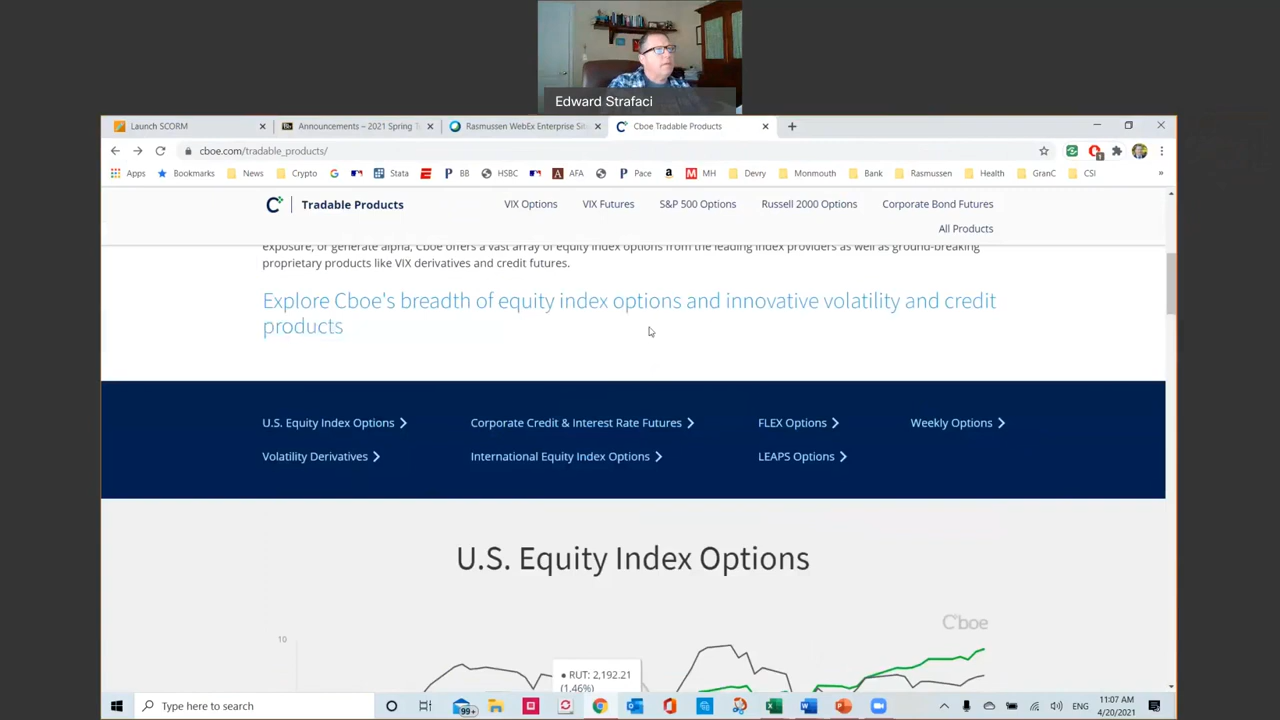 Edward Strafaci
Launch SCORM
Announcements – 2021 Spring T
Rasmussen WebEx Enterprise Sit
Cboe Tradable Products
cboe.com/tradable_products/
Apps
Bookmarks
News
Crypto
Stata
BB
HSBC
AFA
Pace
MH
Devry
Monmouth
Bank
Rasmussen
Health
GranC
CSI
»
Tradable Products
VIX Options
VIX Futures
S&P 500 Options
Russell 2000 Options
Corporate Bond Futures
All Products
exposure, or generate alpha, Cboe offers a vast array of equity index options from the leading index providers as well as ground-breaking
proprietary products like VIX derivatives and credit futures.
Explore Cboe's breadth of equity index options and innovative volatility and credit
products
U.S. Equity Index Options
Corporate Credit & Interest Rate Futures
FLEX Options
Weekly Options
Volatility Derivatives
International Equity Index Options
LEAPS Options
U.S. Equity Index Options
Cboe
10
● RUT: 2,192.21
(1.46%)
Type here to search
99+
ENG
11:07 AM
4/20/2021